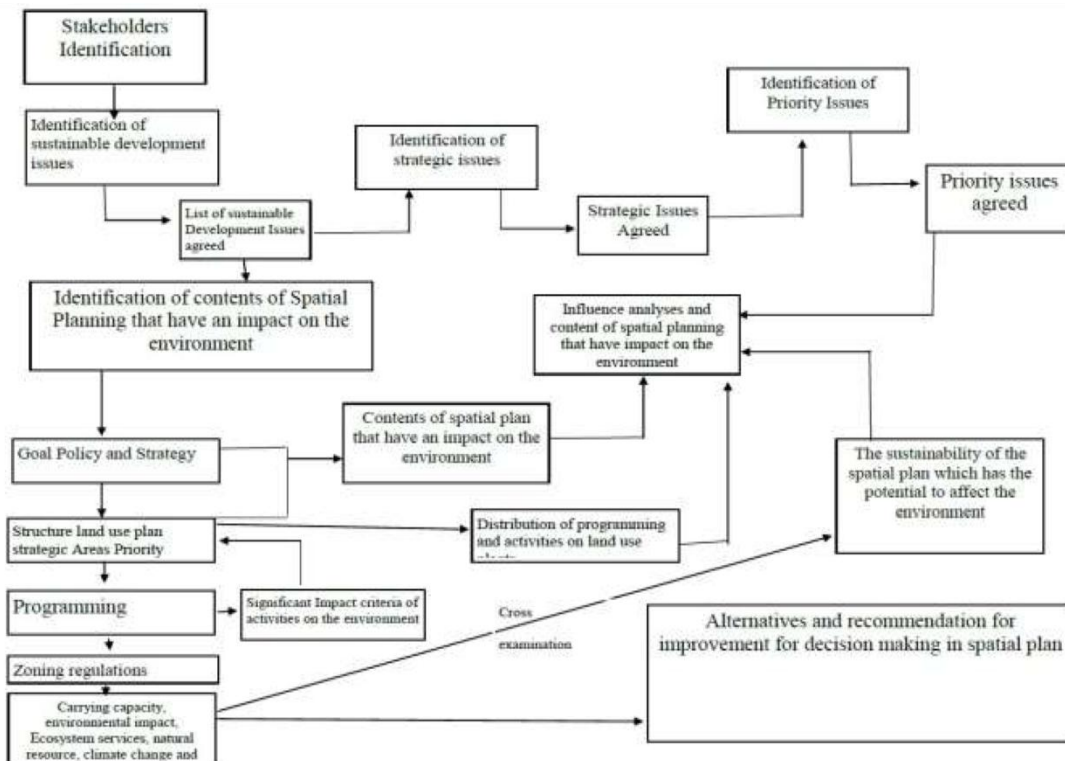 Stakeholders
Identification
Identification of
sustainable development
issues
List of sustainable
Development Issues
agreed
Identification of
strategic issues
Strategic Issues
Agreed
Identification of
Priority Issues
Priority issues
agreed
Identification of contents of Spatial
Planning that have an impact on the
environment
Influence analyses and
content of spatial planning
that have impact on the
environment
Goal Policy and Strategy
Contents of spatial plan
that have an impact on the
environment
The sustainability of the
spatial plan which has the
potential to affect the
environment
Structure land use plan
strategic Areas Priority
Distribution of programming
and activities on land use
Programming
Significant Impact criteria of
activities on the environment
Cross
examination
Alternatives and recommendation for
improvement for decision making in spatial plan
Zoning regulations
Carrying capacity,
environmental impact,
Ecosystem services, natural
resource, climate change and